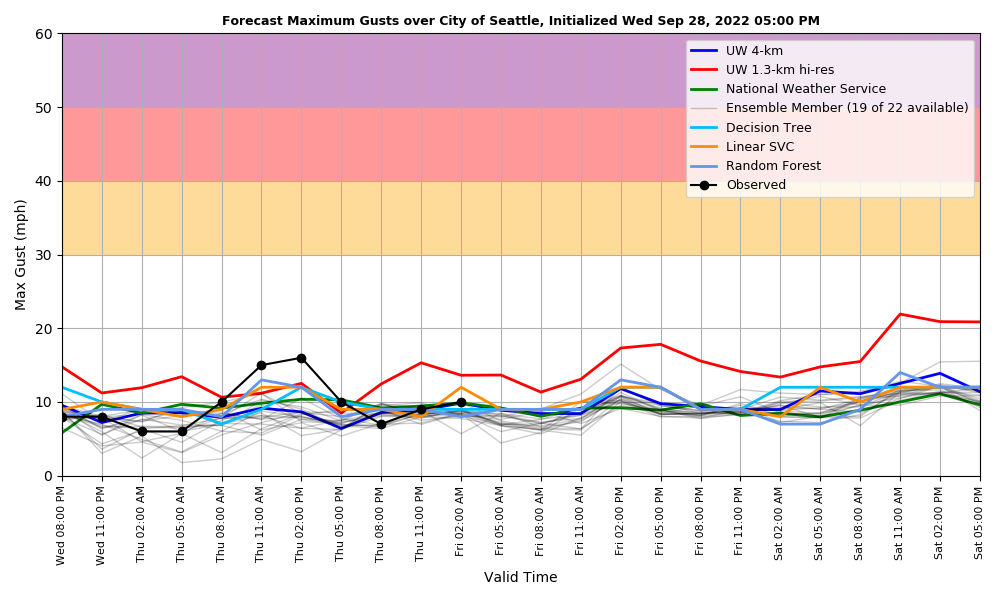 Forecast Maximum Gusts over City of Seattle, Initialized Wed Sep 28, 2022 05:00 PM
60
50
40
30
20
10
0
Max Gust (mph)
UW 4-km
UW 1.3-km hi-res
National Weather Service
Ensemble Member (19 of 22 available)
Decision Tree
Linear SVC
Random Forest
Observed
Wed 08:00 PM
Wed 11:00 PM
Thu 02:00 AM
Thu 05:00 AM
Thu 08:00 AM
Thu 11:00 AM
Thu 02:00 PM
Thu 05:00 PM
Thu 08:00 PM
Thu 11:00 PM
Fri 02:00 AM
Fri 05:00 AM
Fri 08:00 AM
Fri 11:00 AM
Fri 02:00 PM
Fri 05:00 PM
Fri 08:00 PM
Fri 11:00 PM
Sat 02:00 AM
Sat 05:00 AM
Sat 08:00 AM
Sat 11:00 AM
Sat 02:00 PM
Sat 05:00 PM
Valid Time